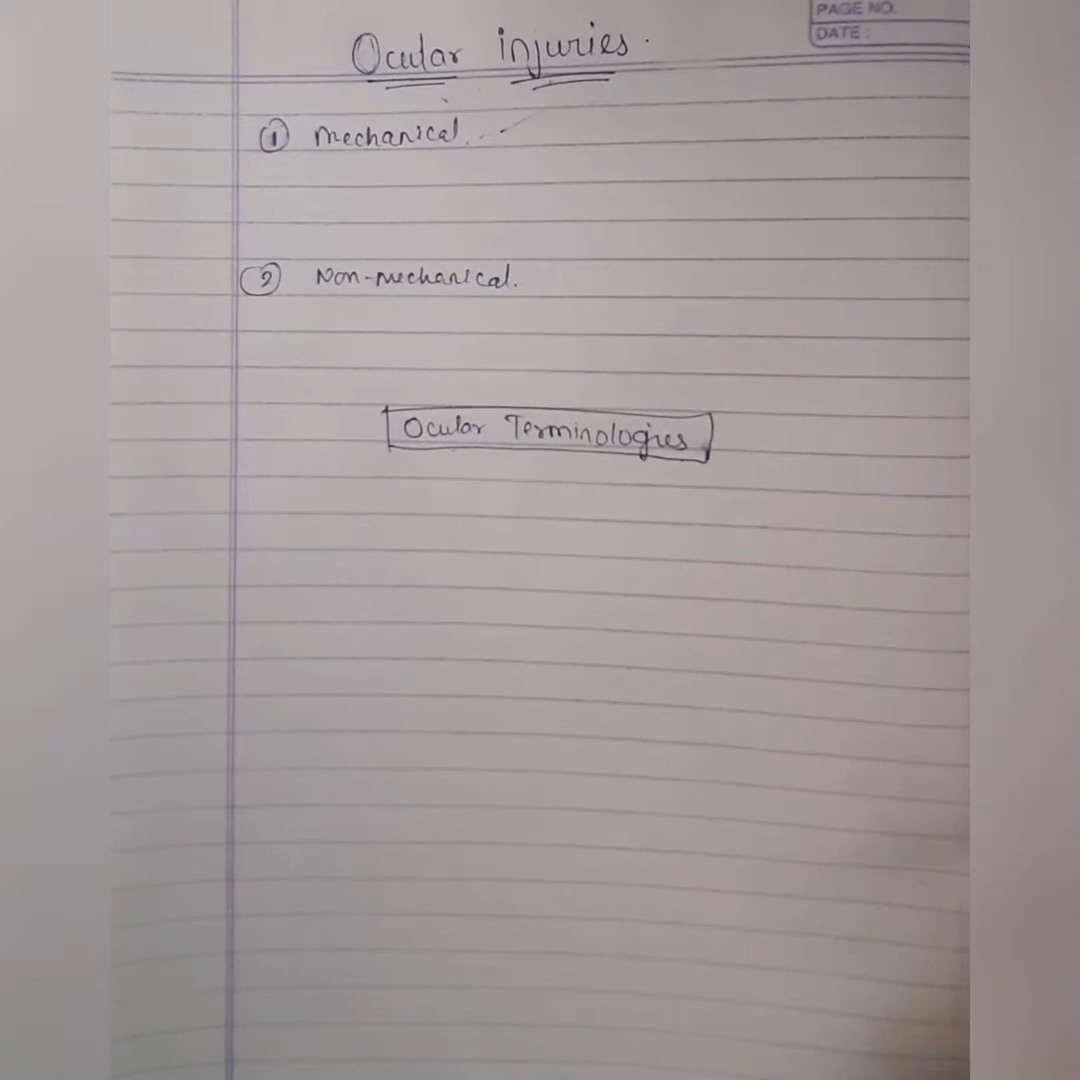 PAGE NO.
DATE :
Ocular injuries.
① Mechanical.
② Non-mechanical.
Ocular Terminologies